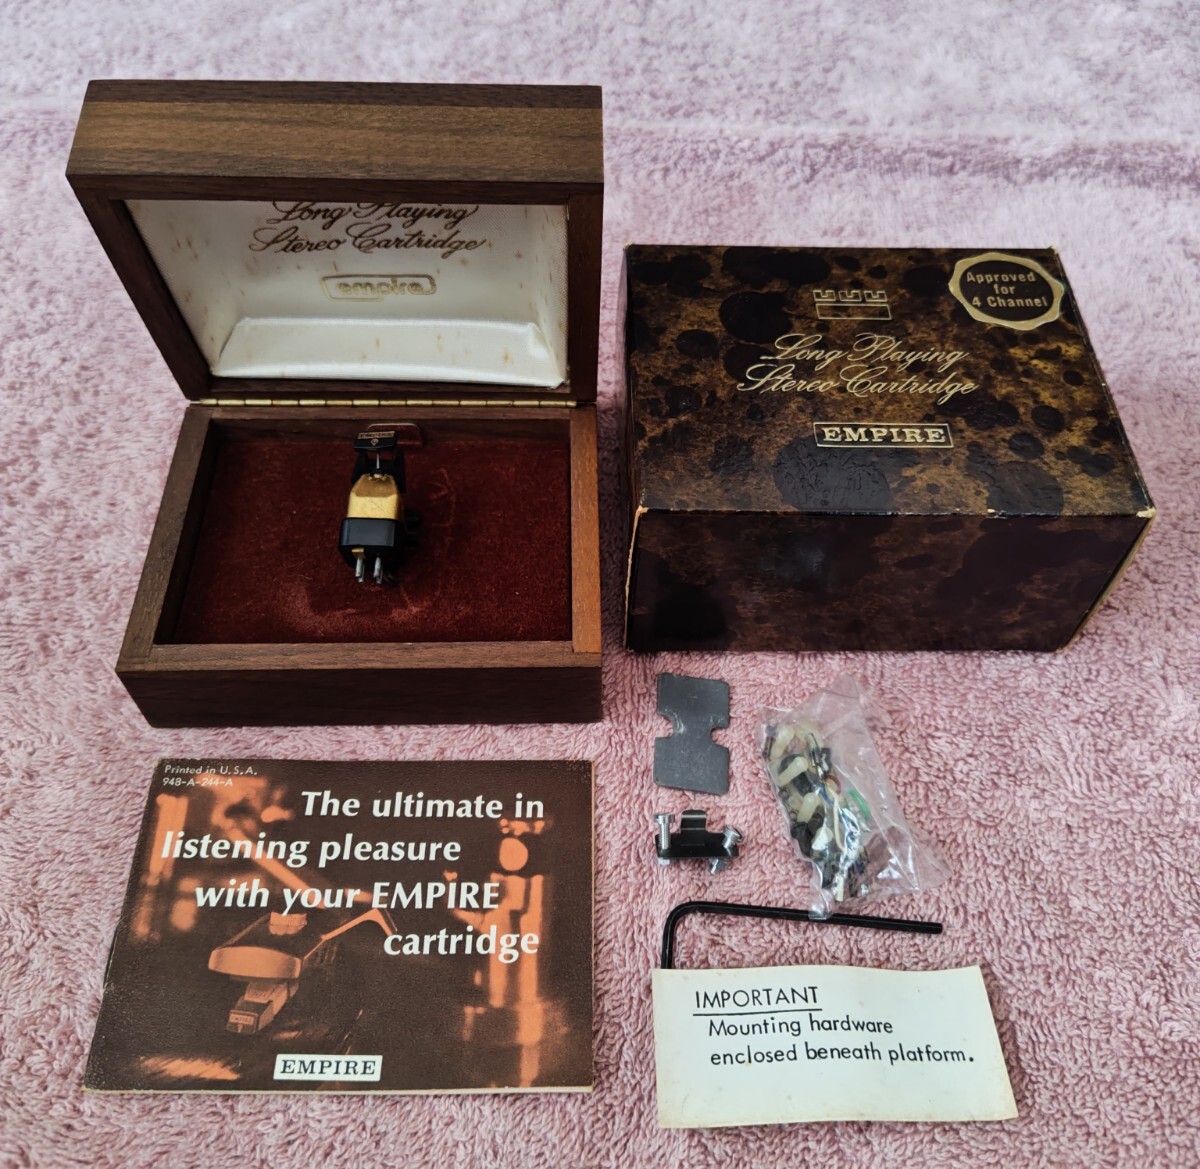 Long Playing
Stereo Cartridge
empire
Approved
for
4 Channel
Long Playing
Stereo Cartridge
EMPIRE
Printed in U.S.A.
948-A-244-A
The ultimate in
listening pleasure
with your EMPIRE
cartridge
EMPIRE
IMPORTANT
Mounting hardware
enclosed beneath platform.